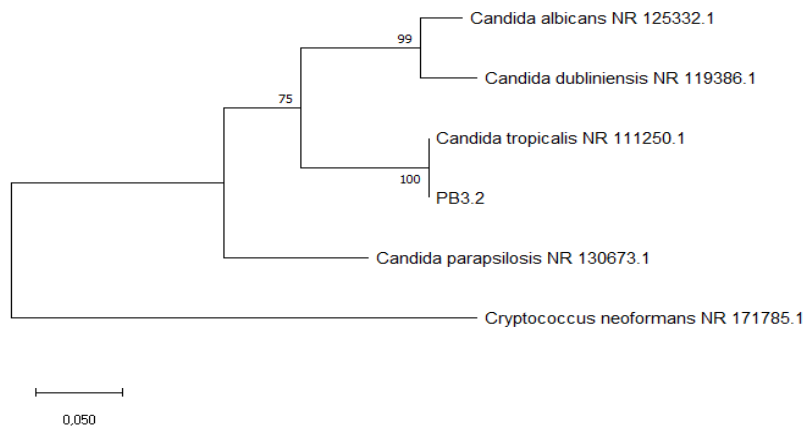 Candida albicans NR 125332.1
99
Candida dubliniensis NR 119386.1
75
Candida tropicalis NR 111250.1
100
PB3.2
Candida parapsilosis NR 130673.1
Cryptococcus neoformans NR 171785.1
0,050